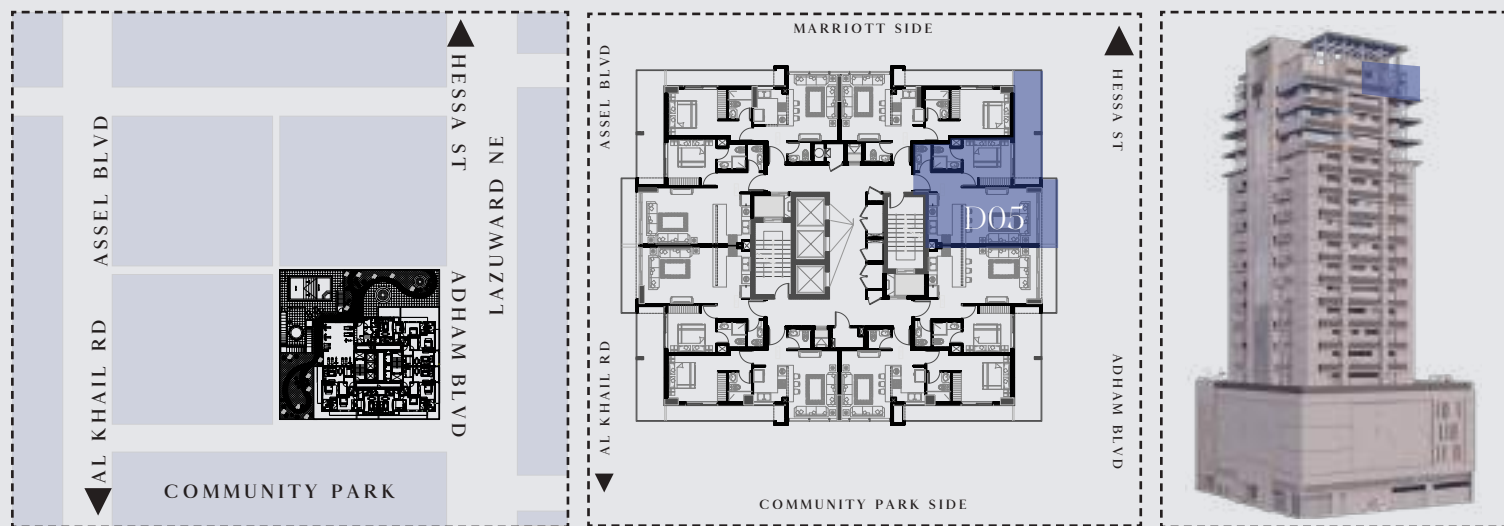 ASSEL BLVD
AL KHAIL RD
HESSA ST
ADHAM BLVD
LAZUWARD NE
COMMUNITY PARK
MARRIOTT SIDE
ASSEL BLVD
AL KHAIL RD
D05
HESSA ST
ADHAM BLVD
COMMUNITY PARK SIDE